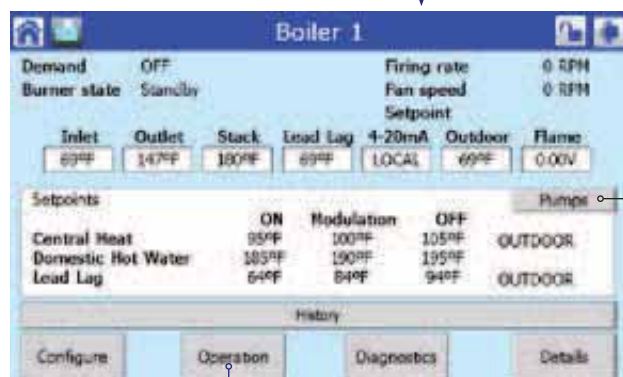 Boiler 1
Demand OFF Firing rate 0 RPM
Burner state Standby Fan speed 0 RPM
Setpoint
Inlet Outlet Stack Lead Lag 4-20mA Outdoor Flame
69ºF 147ºF 180ºF 69ºF LOCAL 69ºF 0.00V
Setpoints Pumps
ON Modulation OFF
Central Heat 95ºF 100ºF 105ºF OUTDOOR
Domestic Hot Water 185ºF 190ºF 195ºF
Lead Lag 64ºF 84ºF 94ºF OUTDOOR
History
Configure Operation Diagnostics Details